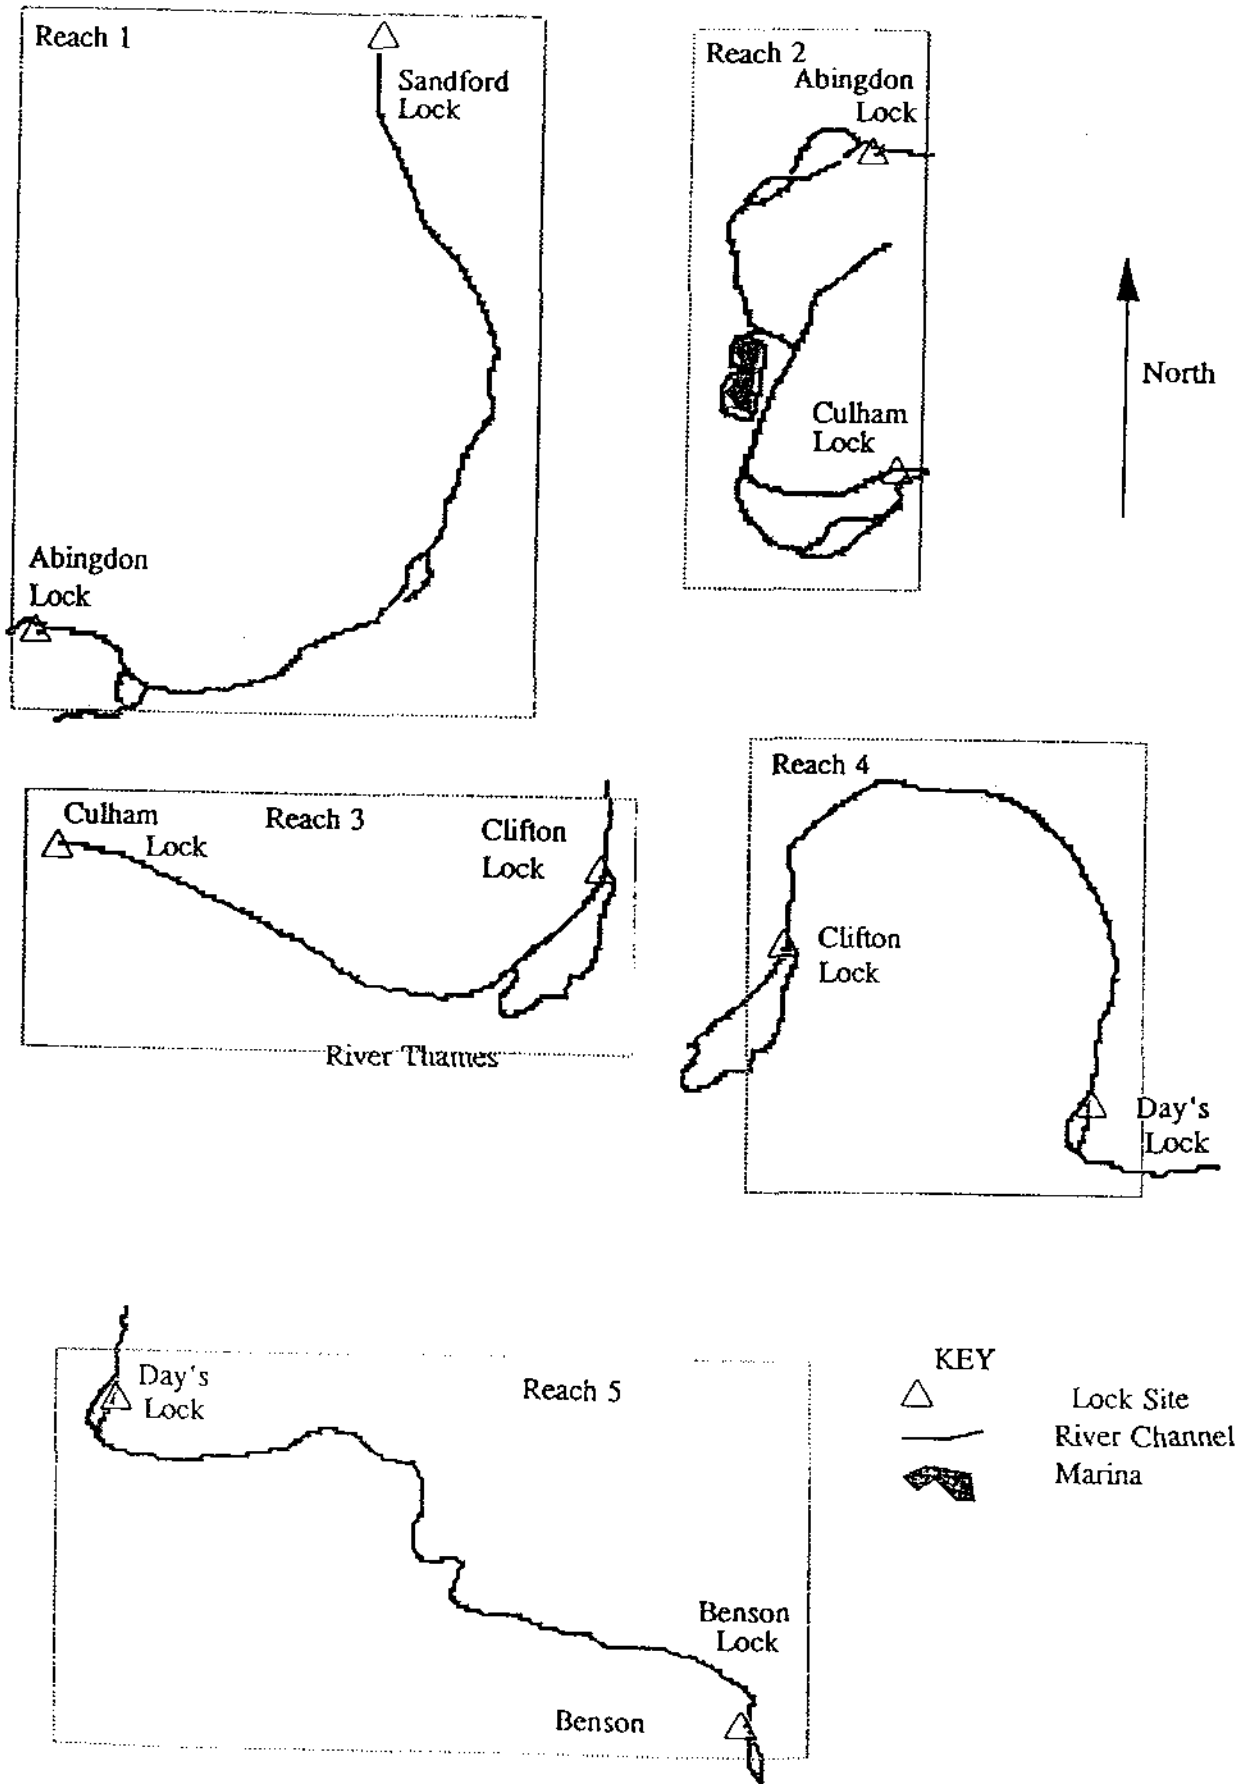 Reach 1
Sandford
Lock
Abingdon
Lock
Reach 2
Abingdon
Lock
Culham
Lock
North
Reach 3
Culham
Lock
Clifton
Lock
River Thames
Reach 4
Clifton
Lock
Day's
Lock
Day's
Lock
Reach 5
Benson
Lock
Benson
KEY
Lock Site
River Channel
Marina